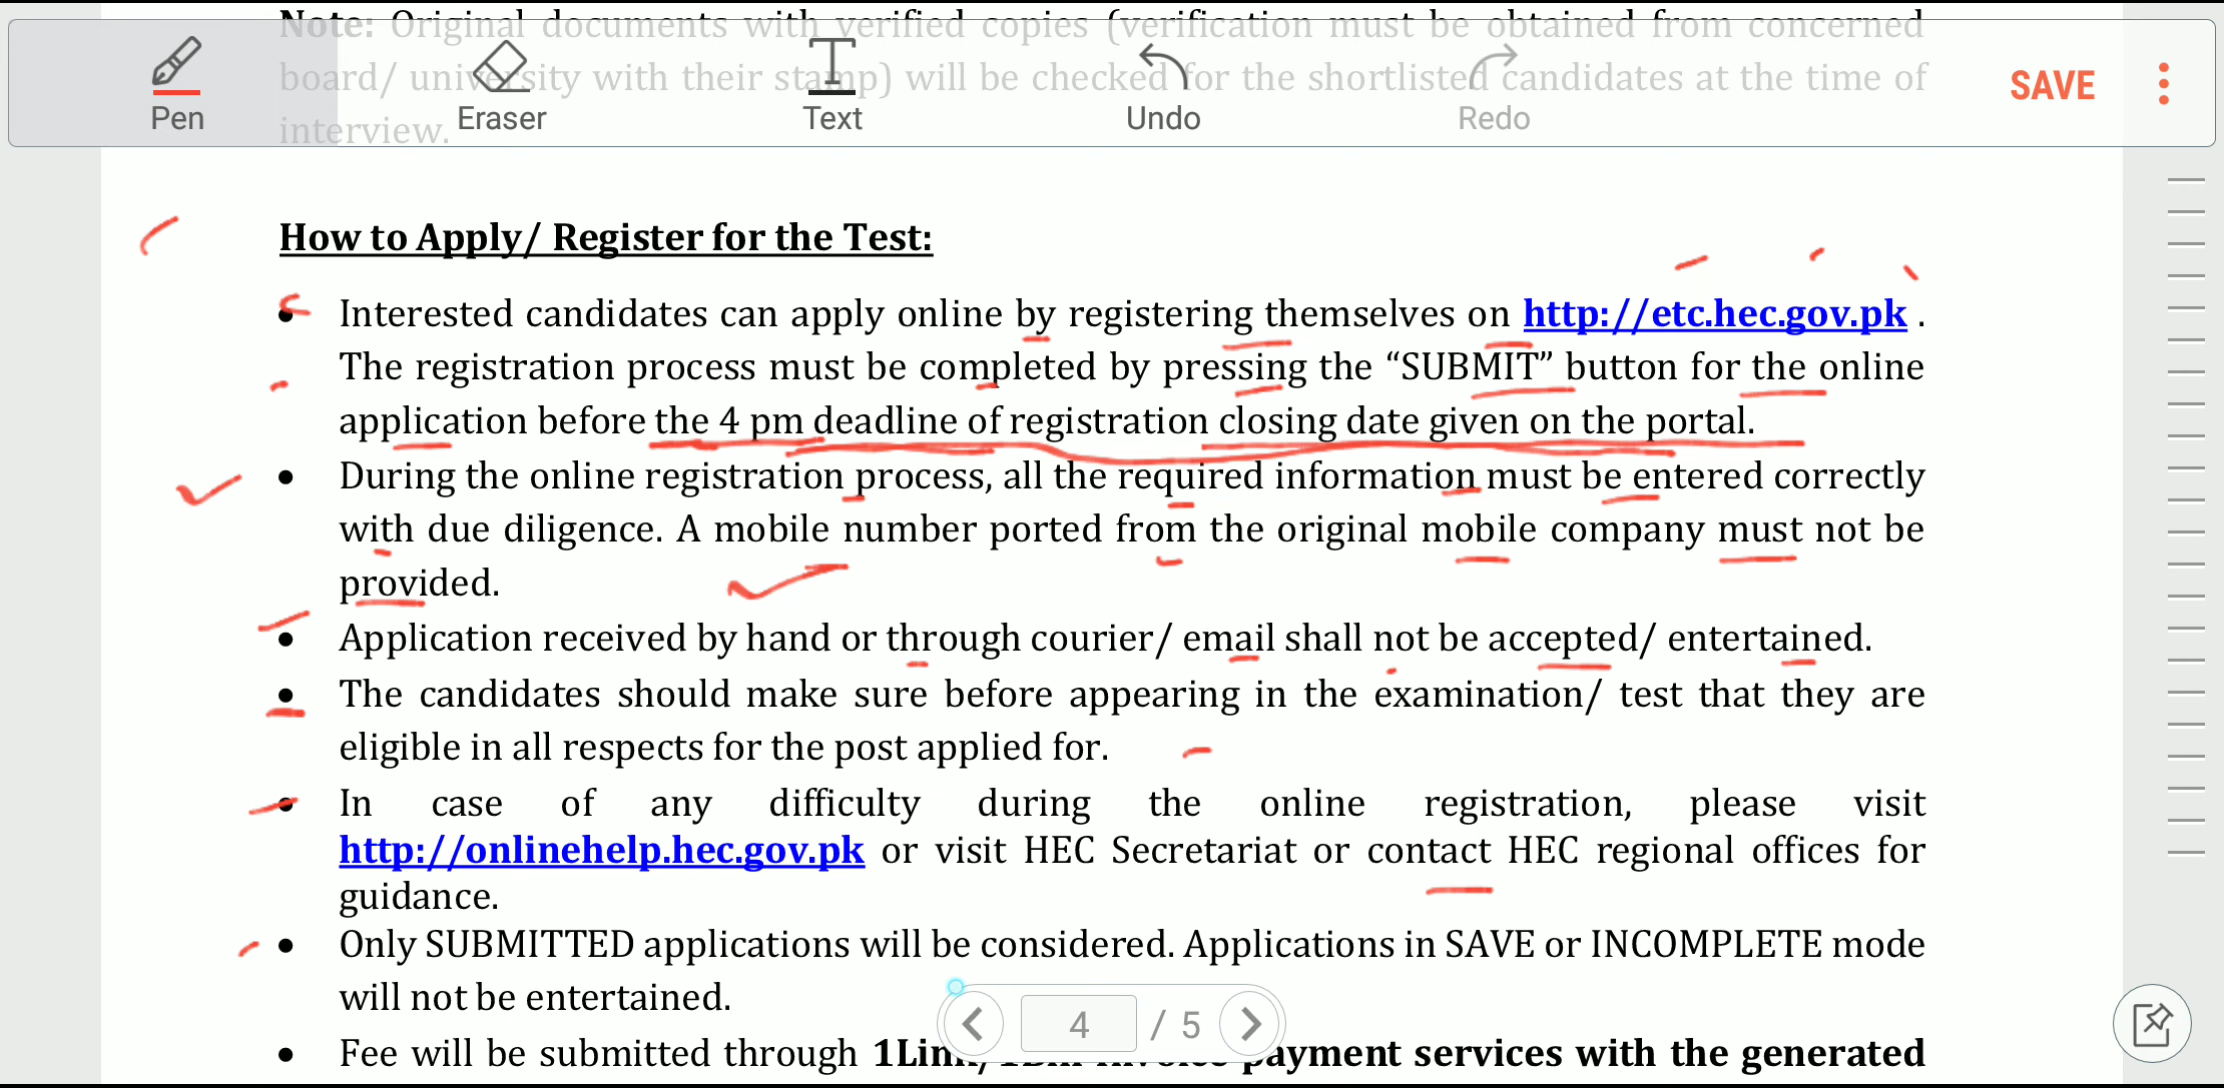 Note: Original documents with verified copies (verification must be obtained from concerned
board/ university with their stamp) will be checked for the shortlisted candidates at the time of
interview.
Pen
Eraser
T
Text
Undo
Redo
SAVE
How to Apply/ Register for the Test:
• Interested candidates can apply online by registering themselves on http://etc.hec.gov.pk .
The registration process must be completed by pressing the “SUBMIT” button for the online
application before the 4 pm deadline of registration closing date given on the portal.
• During the online registration process, all the required information must be entered correctly
with due diligence. A mobile number ported from the original mobile company must not be
provided.
• Application received by hand or through courier/ email shall not be accepted/ entertained.
• The candidates should make sure before appearing in the examination/ test that they are
eligible in all respects for the post applied for.
• In case of any difficulty during the online registration, please visit
http://onlinehelp.hec.gov.pk or visit HEC Secretariat or contact HEC regional offices for
guidance.
• Only SUBMITTED applications will be considered. Applications in SAVE or INCOMPLETE mode
will not be entertained.
4 / 5
• Fee will be submitted through payment services with the generated